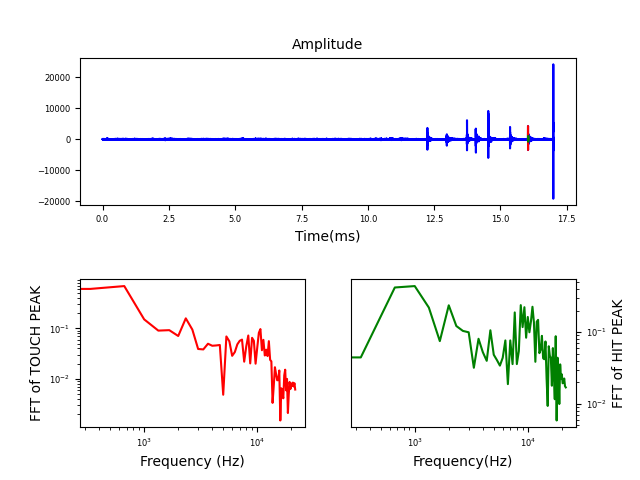 Amplitude
20000
10000
0
−10000
−20000
0.0 2.5 5.0 7.5 10.0 12.5 15.0 17.5
Time(ms)
FFT of TOUCH PEAK
10⁻¹
10⁻²
10³ 10⁴
Frequency (Hz)
10⁻¹
10⁻²
FFT of HIT PEAK
10³ 10⁴
Frequency(Hz)